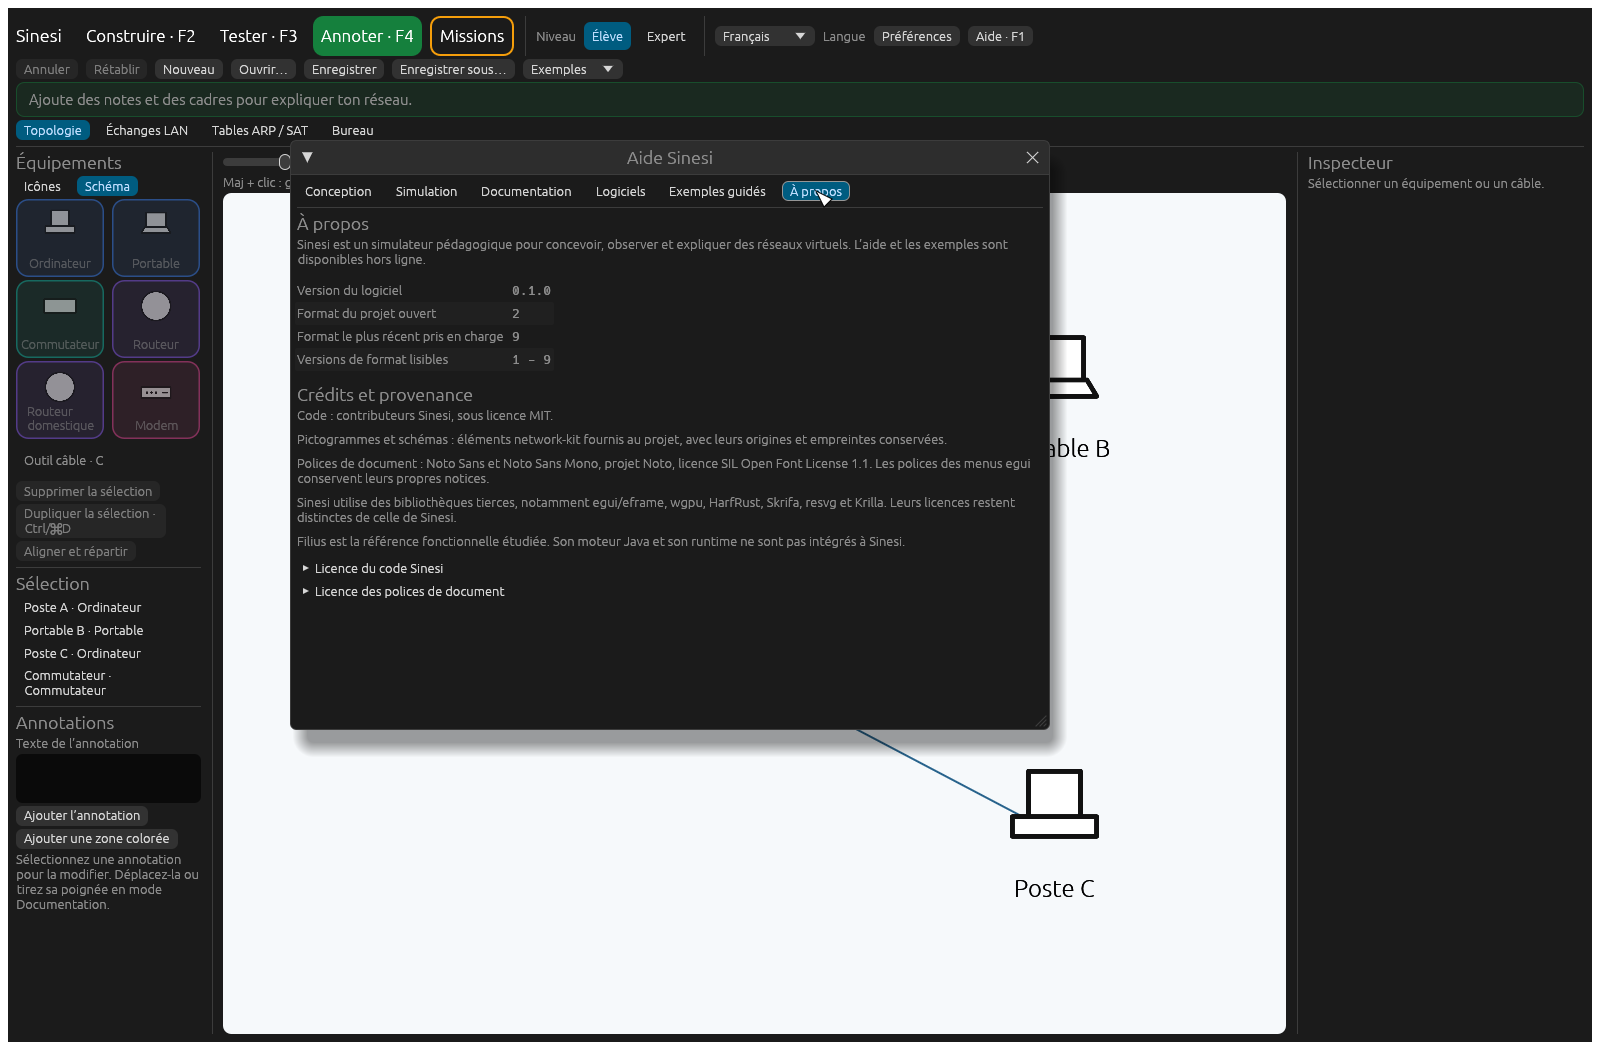 Sinesi Construire · F2 Tester · F3 Annoter · F4 Missions Niveau Élève Expert Français Langue Préférences Aide · F1
Annuler Rétablir Nouveau Ouvrir… Enregistrer Enregistrer sous… Exemples
Ajoute des notes et des cadres pour expliquer ton réseau.
Topologie Échanges LAN Tables ARP / SAT Bureau
Équipements
Icônes Schéma
Ordinateur Portable
Commutateur Routeur
Routeur
domestique Modem
Outil câble · C
Supprimer la sélection
Dupliquer la sélection ·
Ctrl/⌘D
Aligner et répartir
Sélection
Poste A · Ordinateur
Portable B · Portable
Poste C · Ordinateur
Commutateur ·
Commutateur
Annotations
Texte de l’annotation
Ajouter l’annotation
Ajouter une zone colorée
Sélectionnez une annotation
pour la modifier. Déplacez-la ou
tirez sa poignée en mode
Documentation.
Maj + clic : g
Aide Sinesi
Conception Simulation Documentation Logiciels Exemples guidés À propos
À propos
Sinesi est un simulateur pédagogique pour concevoir, observer et expliquer des réseaux virtuels. L’aide et les exemples sont
disponibles hors ligne.
Version du logiciel 0.1.0
Format du projet ouvert 2
Format le plus récent pris en charge 9
Versions de format lisibles 1 – 9
Crédits et provenance
Code : contributeurs Sinesi, sous licence MIT.
Pictogrammes et schémas : éléments network-kit fournis au projet, avec leurs origines et empreintes conservées.
Polices de document : Noto Sans et Noto Sans Mono, projet Noto, licence SIL Open Font License 1.1. Les polices des menus egui
conservent leurs propres notices.
Sinesi utilise des bibliothèques tierces, notamment egui/eframe, wgpu, HarfRust, Skrifa, resvg et Krilla. Leurs licences restent
distinctes de celle de Sinesi.
Filius est la référence fonctionnelle étudiée. Son moteur Java et son runtime ne sont pas intégrés à Sinesi.
Licence du code Sinesi
Licence des polices de document
able B
Poste C
Inspecteur
Sélectionner un équipement ou un câble.